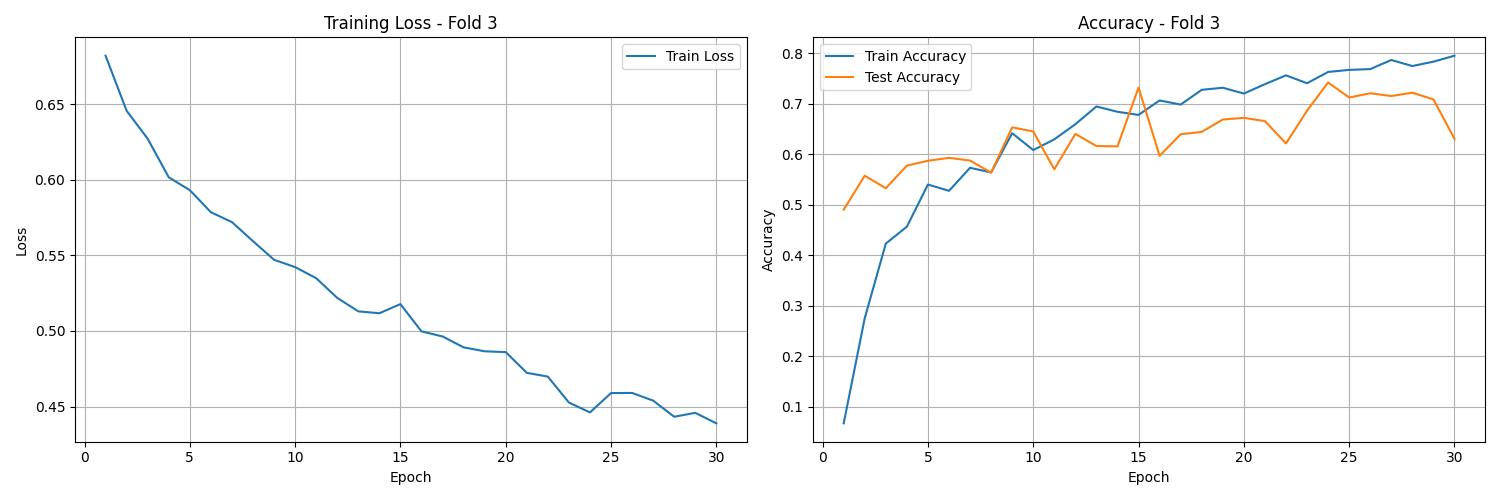 Training Loss - Fold 3
Train Loss
0.65
0.60
0.55
0.50
0.45
Loss
0 5 10 15 20 25 30
Epoch
Accuracy - Fold 3
Train Accuracy
Test Accuracy
0.8
0.7
0.6
0.5
0.4
0.3
0.2
0.1
Accuracy
0 5 10 15 20 25 30
Epoch